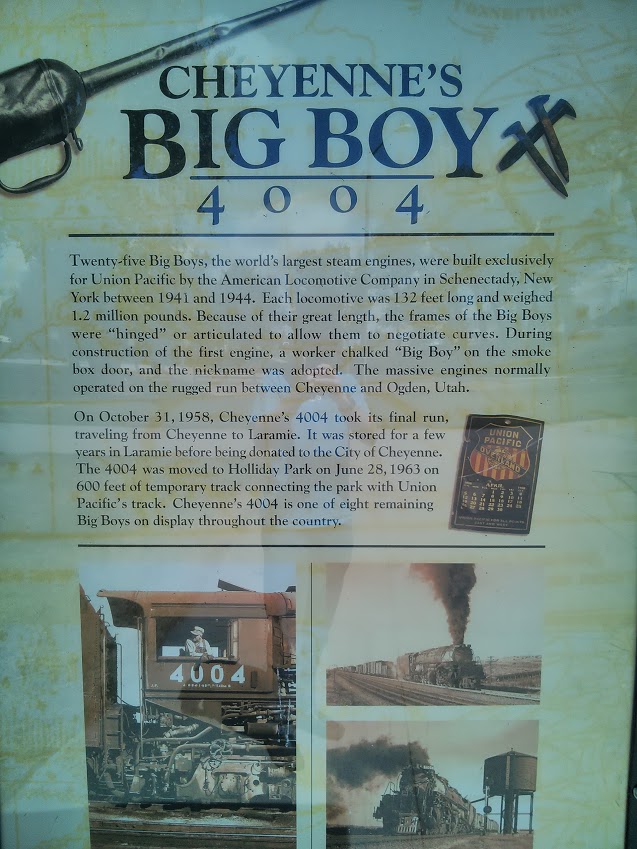 CONNECTIONS
CHEYENNE'S
BIG BOY
4004
Twenty-five Big Boys, the world's largest steam engines, were built exclusively
for Union Pacific by the American Locomotive Company in Schenectady, New
York between 1941 and 1944. Each locomotive was 132 feet long and weighed
1.2 million pounds. Because of their great length, the frames of the Big Boys
were “hinged” or articulated to allow them to negotiate curves. During
construction of the first engine, a worker chalked “Big Boy” on the smoke
box door, and the nickname was adopted. The massive engines normally
operated on the rugged run between Cheyenne and Ogden, Utah.
On October 31, 1958, Cheyenne's 4004 took its final run,
traveling from Cheyenne to Laramie. It was stored for a few
years in Laramie before being donated to the City of Cheyenne.
The 4004 was moved to Holliday Park on June 28, 1963 on
600 feet of temporary track connecting the park with Union
Pacific's track. Cheyenne's 4004 is one of eight remaining
Big Boys on display throughout the country.
UNION
PACIFIC
OVERLAND
APRIL
4004